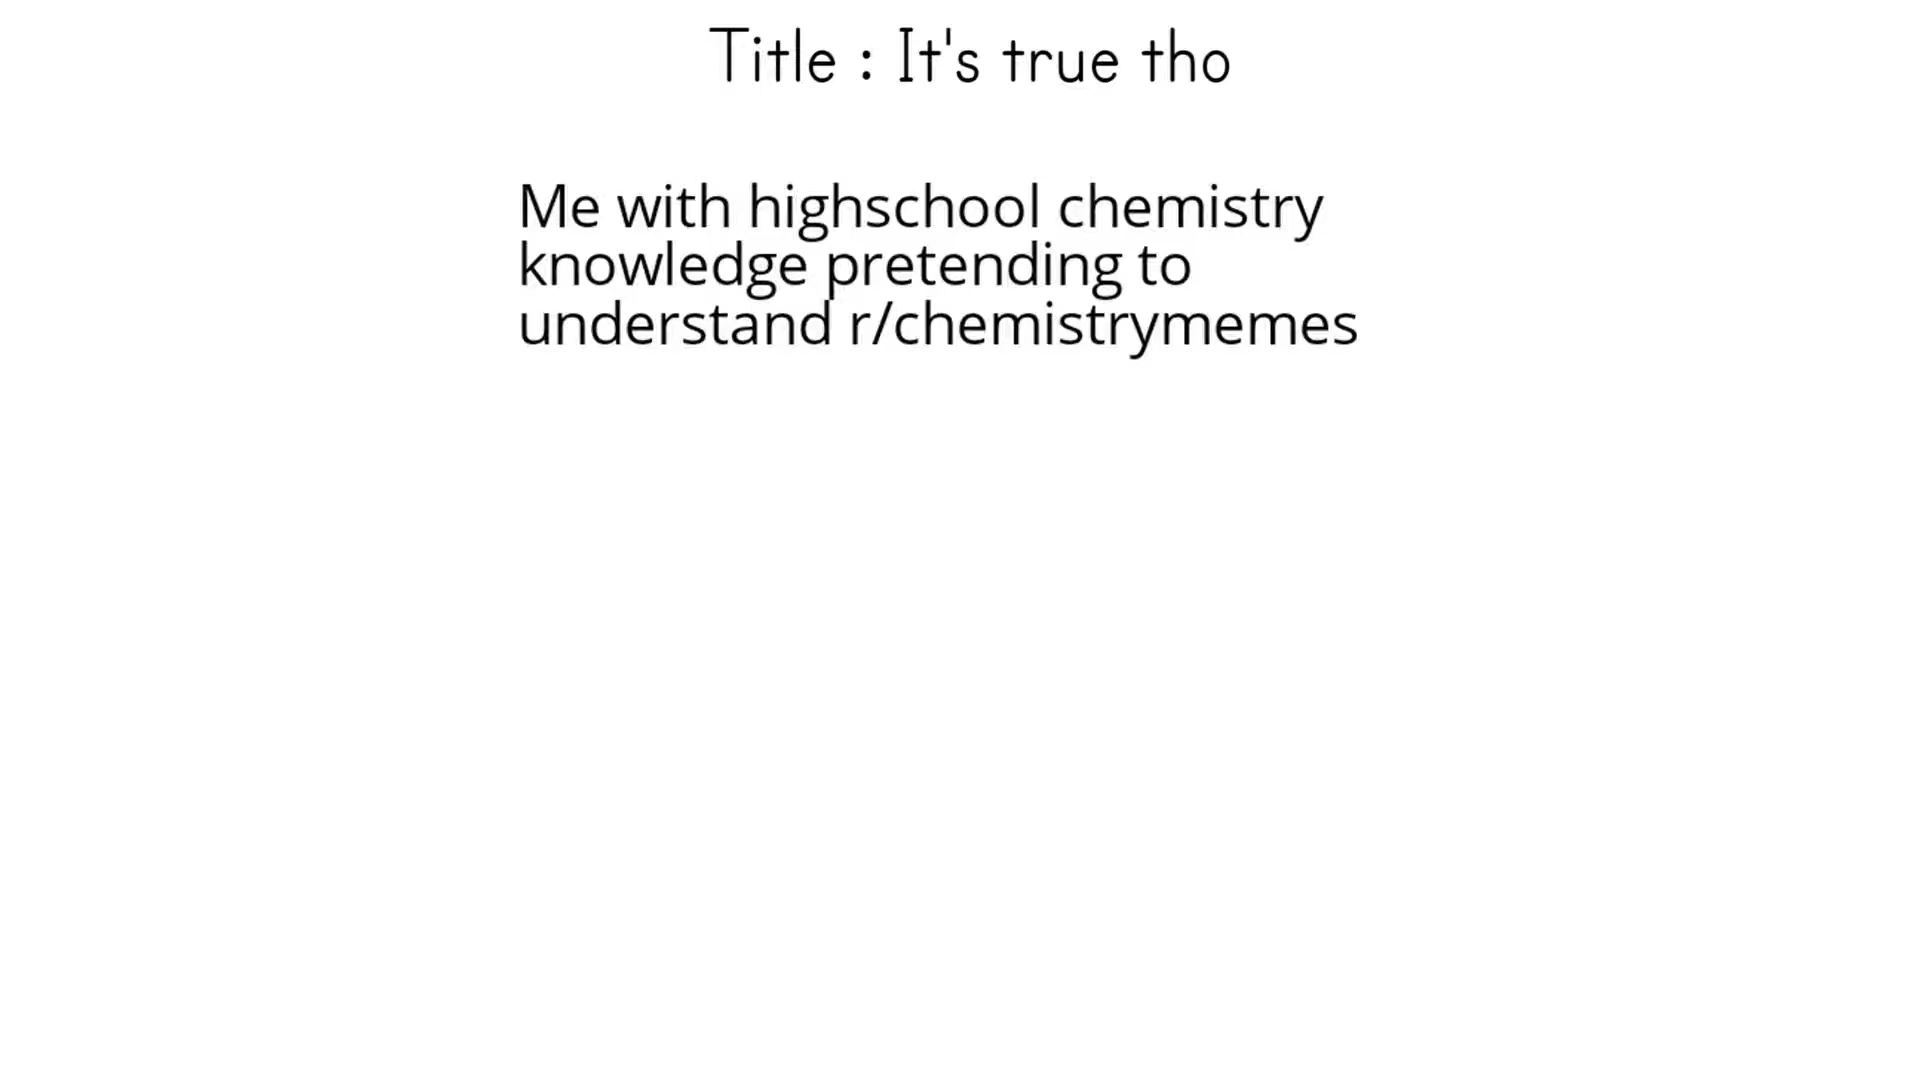 Title : It's true tho
Me with highschool chemistry
knowledge pretending to
understand r/chemistrymemes